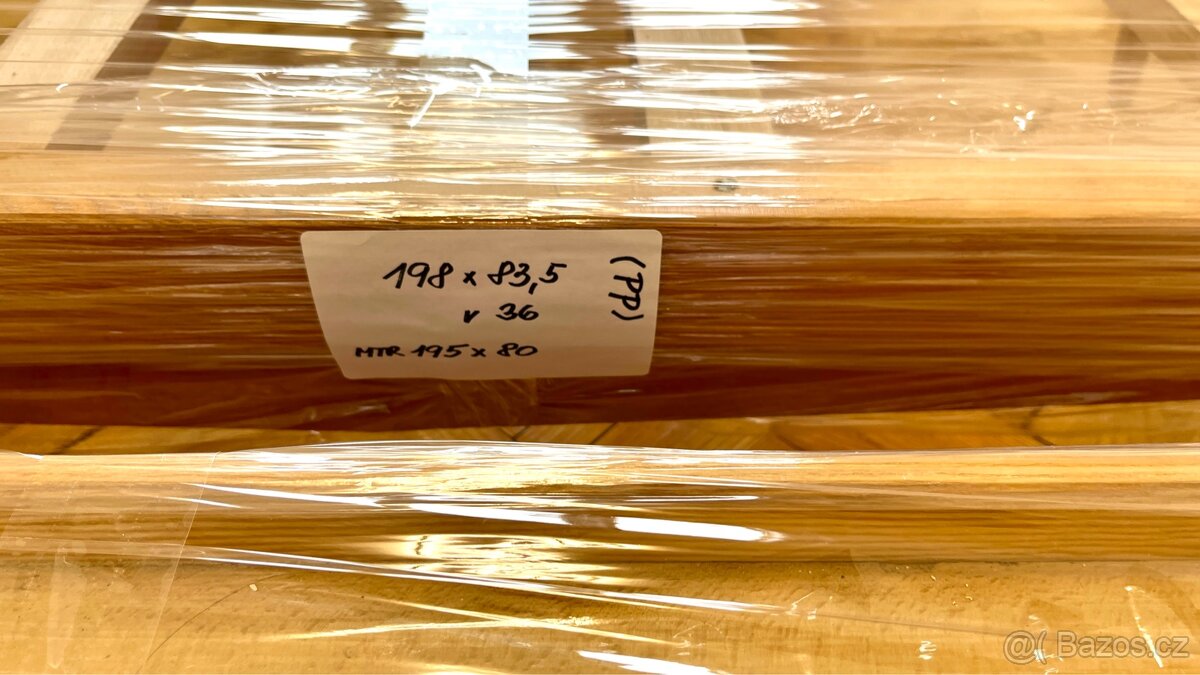 198 x 83,5
v 36
MTR 195 x 80
(PP)
@( Bazos.cz